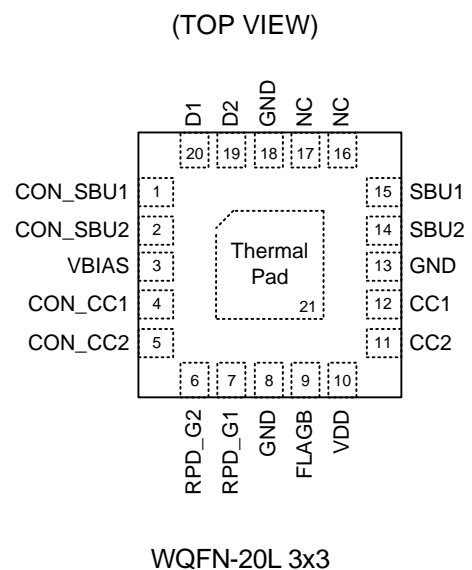 (TOP VIEW)
D1
D2
GND
NC
NC
20
19
18
17
16
CON_SBU1
1
15
SBU1
CON_SBU2
2
14
SBU2
VBIAS
3
Thermal
Pad
13
GND
CON_CC1
4
21
12
CC1
CON_CC2
5
11
CC2
6
7
8
9
10
RPD_G2
RPD_G1
GND
FLAGB
VDD
WQFN-20L 3x3